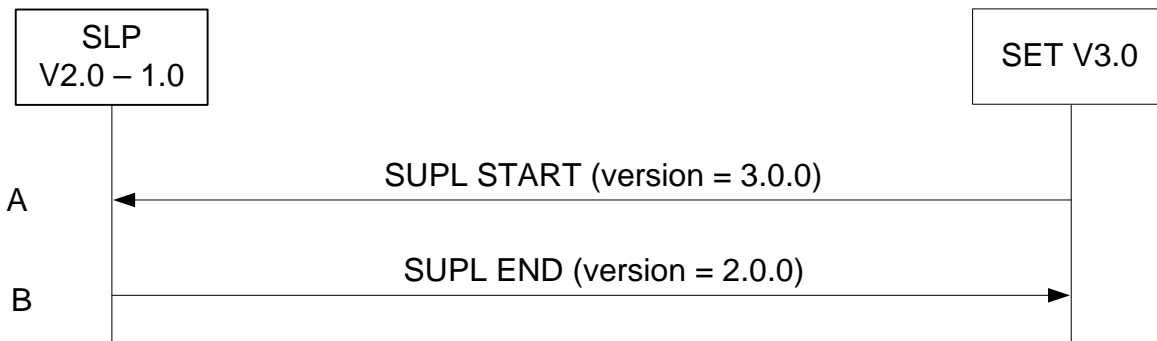 SLP
V2.0 – 1.0
SET V3.0
SUPL START (version = 3.0.0)
A
SUPL END (version = 2.0.0)
B